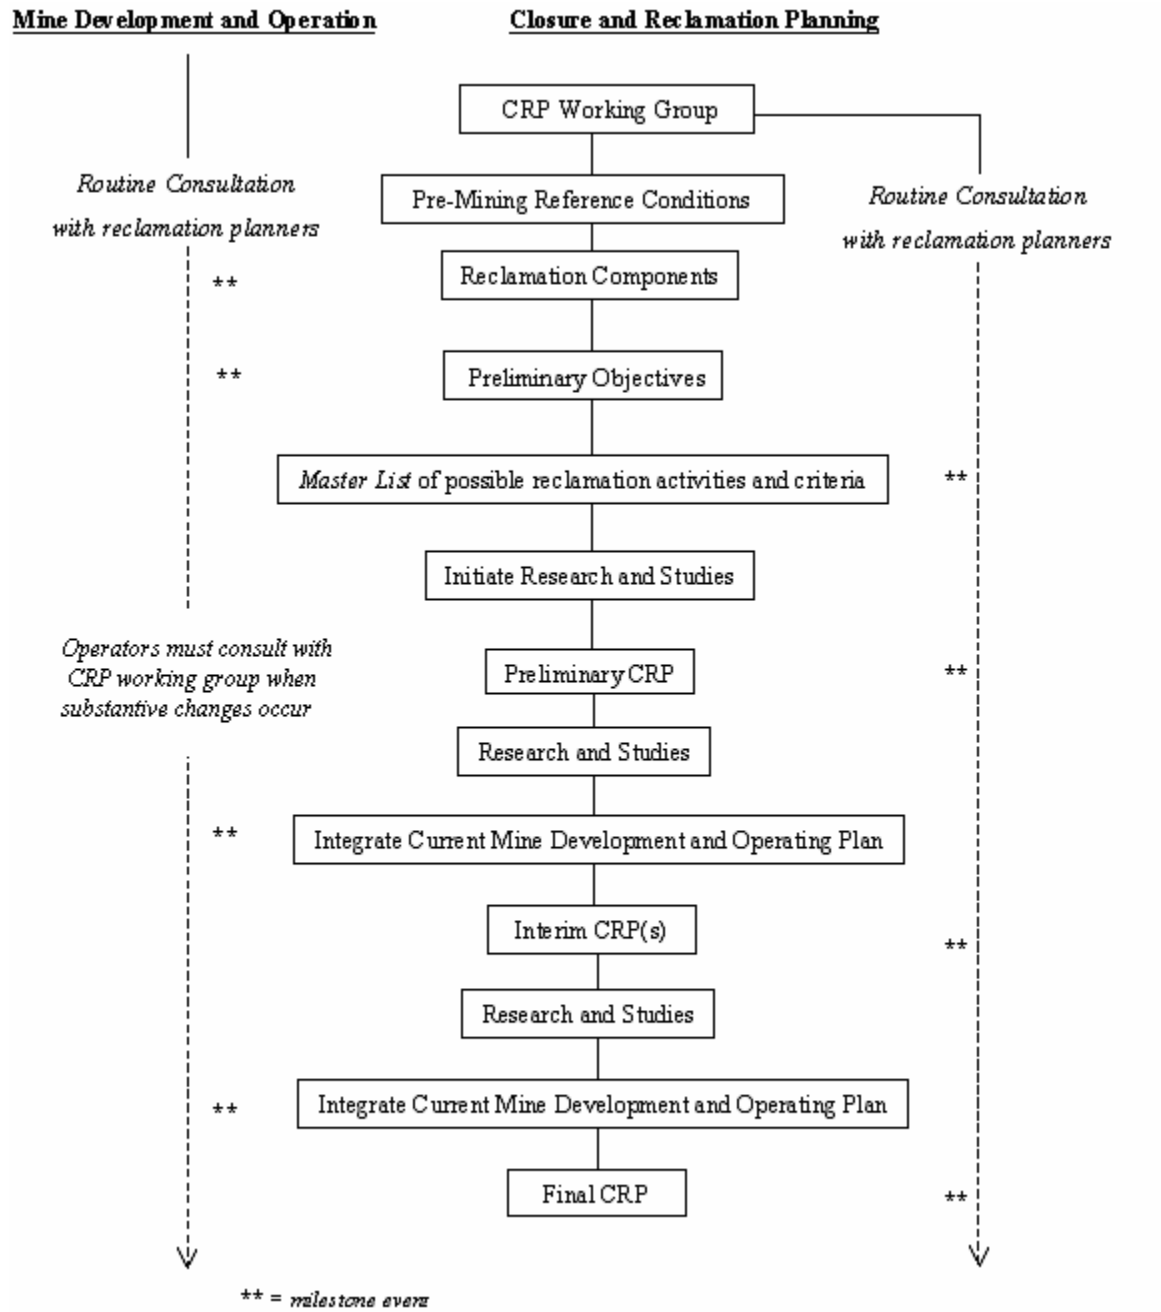 Mine Development and Operation
Closure and Reclamation Planning
CRP Working Group
Routine Consultation
with reclamation planners
Pre-Mining Reference Conditions
Routine Consultation
with reclamation planners
Reclamation Components
**
Preliminary Objectives
**
Master List of possible reclamation activities and criteria
**
Initiate Research and Studies
Operators must consult with
CRP working group when
substantive changes occur
Preliminary CRP
**
Research and Studies
**
Integrate Current Mine Development and Operating Plan
Interim CRP(s)
**
Research and Studies
**
Integrate Current Mine Development and Operating Plan
Final CRP
**
** = milestone event